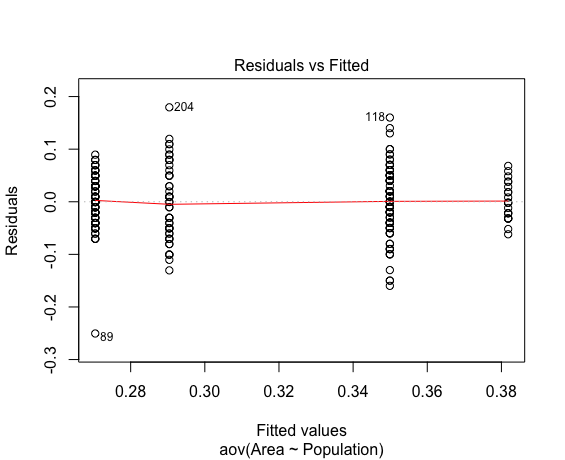 Residuals vs Fitted
0.2
0.1
0.0
-0.1
-0.2
-0.3
Residuals
204
118
89
0.28 0.30 0.32 0.34 0.36 0.38
Fitted values
aov(Area ~ Population)